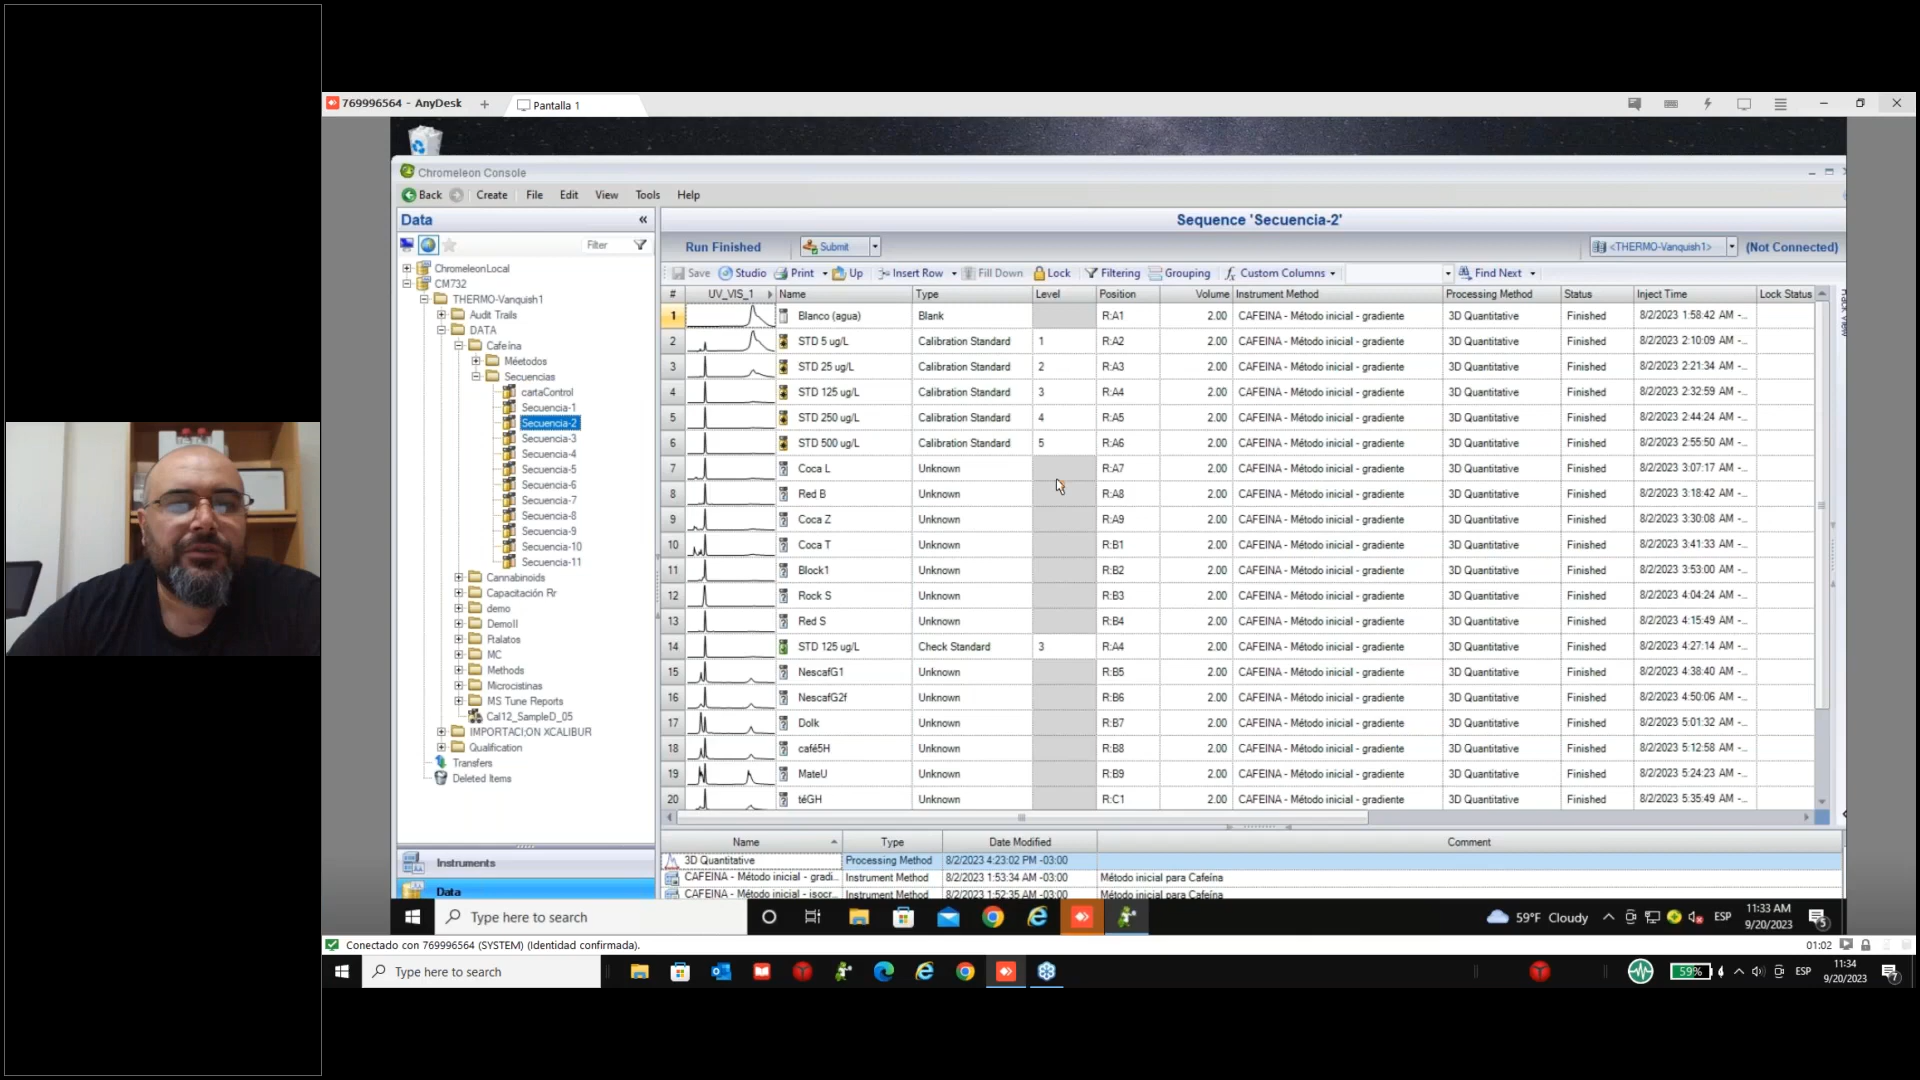 769996564 - AnyDesk
Pantalla 1
Chromeleon Console
Back Create File Edit View Tools Help
Data
Sequence 'Secuencia-2'
Filter
Run Finished Submit <THERMO-Vanquish1> (Not Connected)
Save Studio Print Up Insert Row Fill Down Lock Filtering Grouping Custom Columns Find Next
ChromeleonLocal
CM732
THERMO-Vanquish1
Audit Trails
DATA
Cafeína
Méetodos
Secuencias
cartaControl
Secuencia-1
Secuencia-2
Secuencia-3
Secuencia-4
Secuencia-5
Secuencia-6
Secuencia-7
Secuencia-8
Secuencia-9
Secuencia-10
Secuencia-11
Cannabinoids
Capacitación Rr
demo
DemoII
Ftalatos
MC
Methods
Microcistinas
MS Tune Reports
Cal12_SampleD_05
IMPORTACI;ON XCALIBUR
Qualification
Transfers
Deleted Items
Instruments
Data
# UV_VIS_1 Name Type Level Position Volume Instrument Method Processing Method Status Inject Time Lock Status
1 Blanco (agua) Blank R:A1 2.00 CAFEINA - Método inicial - gradiente 3D Quantitative Finished 8/2/2023 1:58:42 AM -...
2 STD 5 ug/L Calibration Standard 1 R:A2 2.00 CAFEINA - Método inicial - gradiente 3D Quantitative Finished 8/2/2023 2:10:09 AM -...
3 STD 25 ug/L Calibration Standard 2 R:A3 2.00 CAFEINA - Método inicial - gradiente 3D Quantitative Finished 8/2/2023 2:21:34 AM -...
4 STD 125 ug/L Calibration Standard 3 R:A4 2.00 CAFEINA - Método inicial - gradiente 3D Quantitative Finished 8/2/2023 2:32:59 AM -...
5 STD 250 ug/L Calibration Standard 4 R:A5 2.00 CAFEINA - Método inicial - gradiente 3D Quantitative Finished 8/2/2023 2:44:24 AM -...
6 STD 500 ug/L Calibration Standard 5 R:A6 2.00 CAFEINA - Método inicial - gradiente 3D Quantitative Finished 8/2/2023 2:55:50 AM -...
7 Coca L Unknown R:A7 2.00 CAFEINA - Método inicial - gradiente 3D Quantitative Finished 8/2/2023 3:07:17 AM -...
8 Red B Unknown R:A8 2.00 CAFEINA - Método inicial - gradiente 3D Quantitative Finished 8/2/2023 3:18:42 AM -...
9 Coca Z Unknown R:A9 2.00 CAFEINA - Método inicial - gradiente 3D Quantitative Finished 8/2/2023 3:30:08 AM -...
10 Coca T Unknown R:B1 2.00 CAFEINA - Método inicial - gradiente 3D Quantitative Finished 8/2/2023 3:41:33 AM -...
11 Block1 Unknown R:B2 2.00 CAFEINA - Método inicial - gradiente 3D Quantitative Finished 8/2/2023 3:53:00 AM -...
12 Rock S Unknown R:B3 2.00 CAFEINA - Método inicial - gradiente 3D Quantitative Finished 8/2/2023 4:04:24 AM -...
13 Red S Unknown R:B4 2.00 CAFEINA - Método inicial - gradiente 3D Quantitative Finished 8/2/2023 4:15:49 AM -...
14 STD 125 ug/L Check Standard 3 R:A4 2.00 CAFEINA - Método inicial - gradiente 3D Quantitative Finished 8/2/2023 4:27:14 AM -...
15 NescafG1 Unknown R:B5 2.00 CAFEINA - Método inicial - gradiente 3D Quantitative Finished 8/2/2023 4:38:40 AM -...
16 NescafG2f Unknown R:B6 2.00 CAFEINA - Método inicial - gradiente 3D Quantitative Finished 8/2/2023 4:50:06 AM -...
17 Dolk Unknown R:B7 2.00 CAFEINA - Método inicial - gradiente 3D Quantitative Finished 8/2/2023 5:01:32 AM -...
18 café5H Unknown R:B8 2.00 CAFEINA - Método inicial - gradiente 3D Quantitative Finished 8/2/2023 5:12:58 AM -...
19 MateU Unknown R:B9 2.00 CAFEINA - Método inicial - gradiente 3D Quantitative Finished 8/2/2023 5:24:23 AM -...
20 téGH Unknown R:C1 2.00 CAFEINA - Método inicial - gradiente 3D Quantitative Finished 8/2/2023 5:35:49 AM -...
Name Type Date Modified Comment
3D Quantitative Processing Method 8/2/2023 4:23:02 PM -03:00
CAFEINA - Método inicial - gradi... Instrument Method 8/2/2023 1:53:34 AM -03:00 Método inicial para Cafeína
CAFEINA - Método inicial - isocr... Instrument Method 8/2/2023 1:52:35 AM -03:00 Método inicial para Cafeína
Type here to search 59°F Cloudy ESP 11:33 AM
9/20/2023 5
Conectado con 769996564 (SYSTEM) (Identidad confirmada). 01:02
Type here to search 59% ESP 11:34
9/20/2023 7